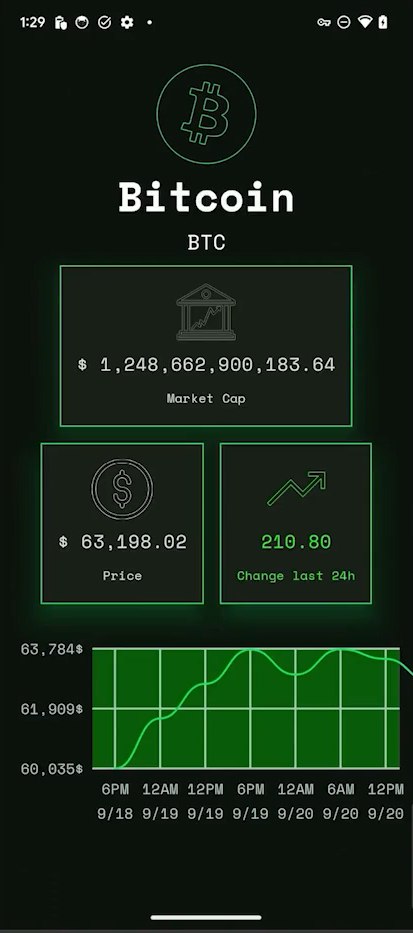 1:29
Bitcoin
BTC
$ 1,248,662,900,183.64
Market Cap
$ 63,198.02
210.80
Price
Change last 24h
63,784$
61,909$
60,035$
6PM 12AM 12PM 6PM 12AM 6AM 12PM
9/18 9/19 9/19 9/19 9/20 9/20 9/20